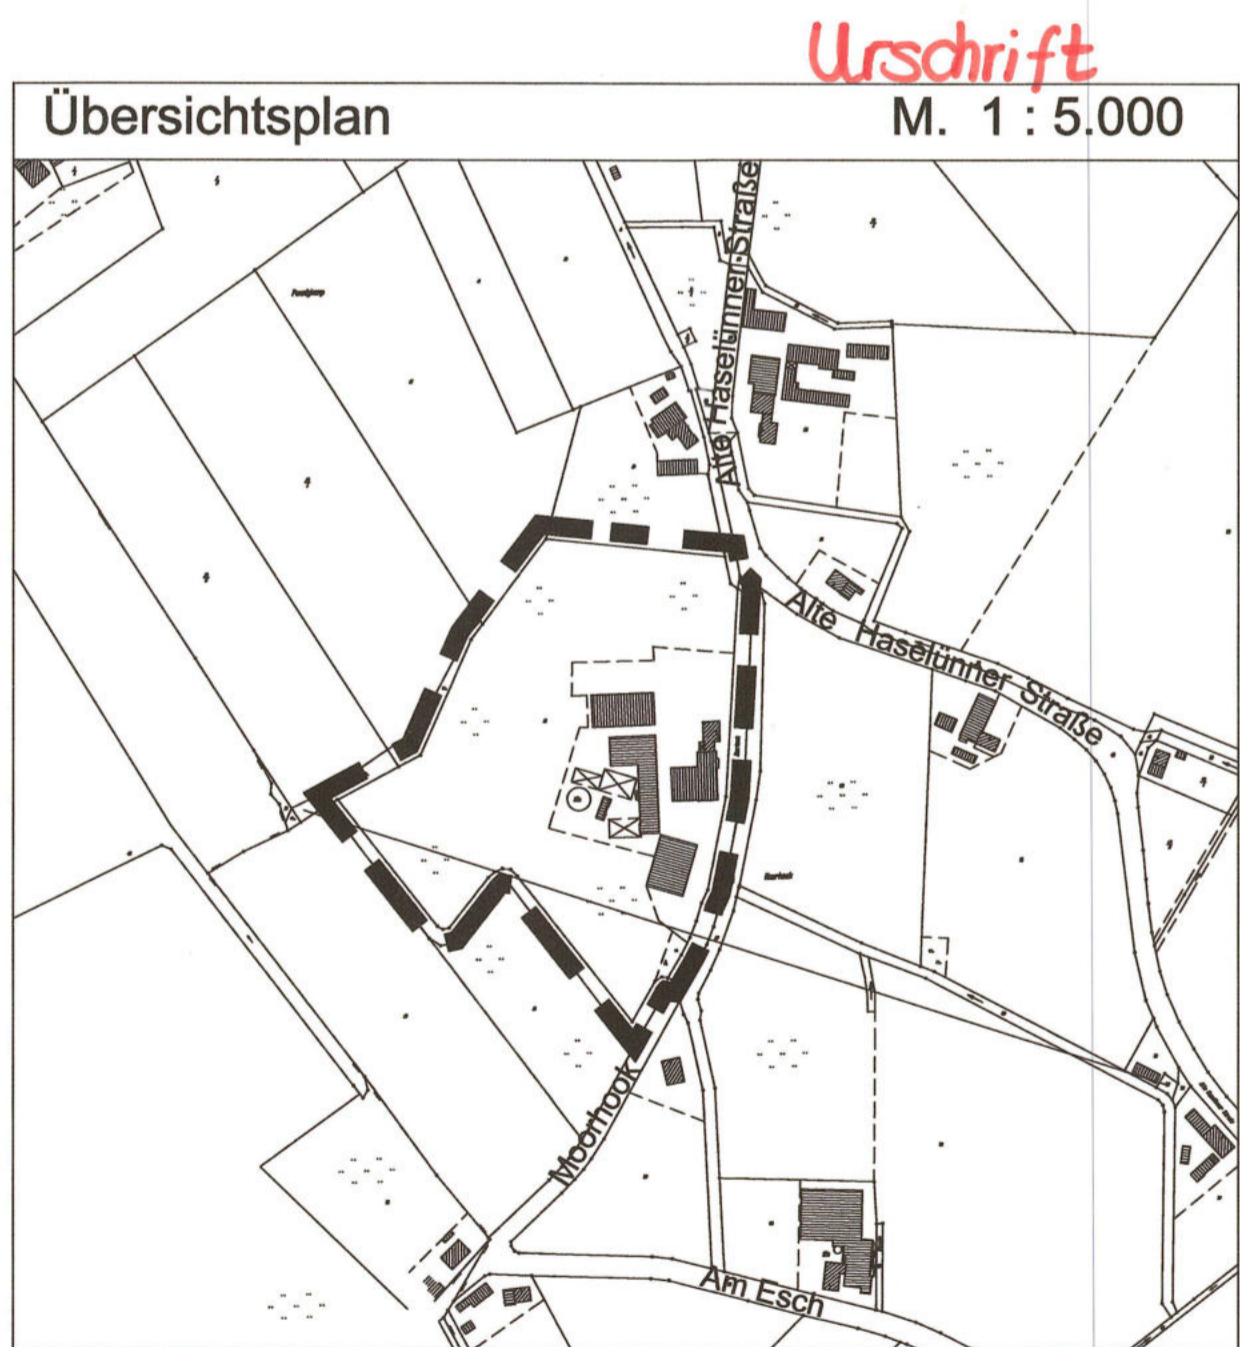 Urschrift
Übersichtsplan M. 1 : 5.000
Alte Haselünner Straße
Alte Haselünner Straße
Moorhook
Am Esch